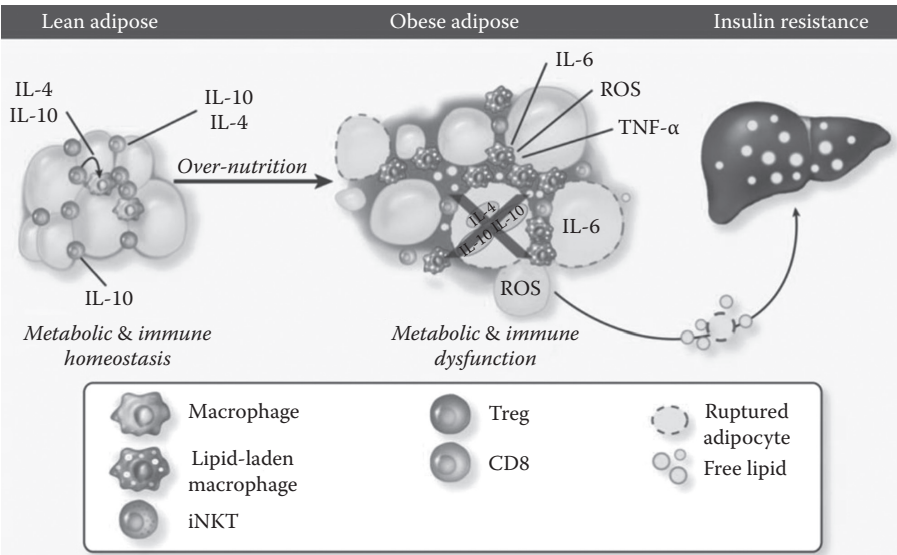 Lean adipose
Obese adipose
Insulin resistance
IL-4
IL-10
IL-10
IL-4
Over-nutrition
IL-10
Metabolic & immune
homeostasis
IL-6
ROS
TNF-α
IL-4
IL-10
IL-10
IL-6
ROS
Metabolic & immune
dysfunction
Macrophage
Lipid-laden
macrophage
iNKT
Treg
CD8
Ruptured
adipocyte
Free lipid